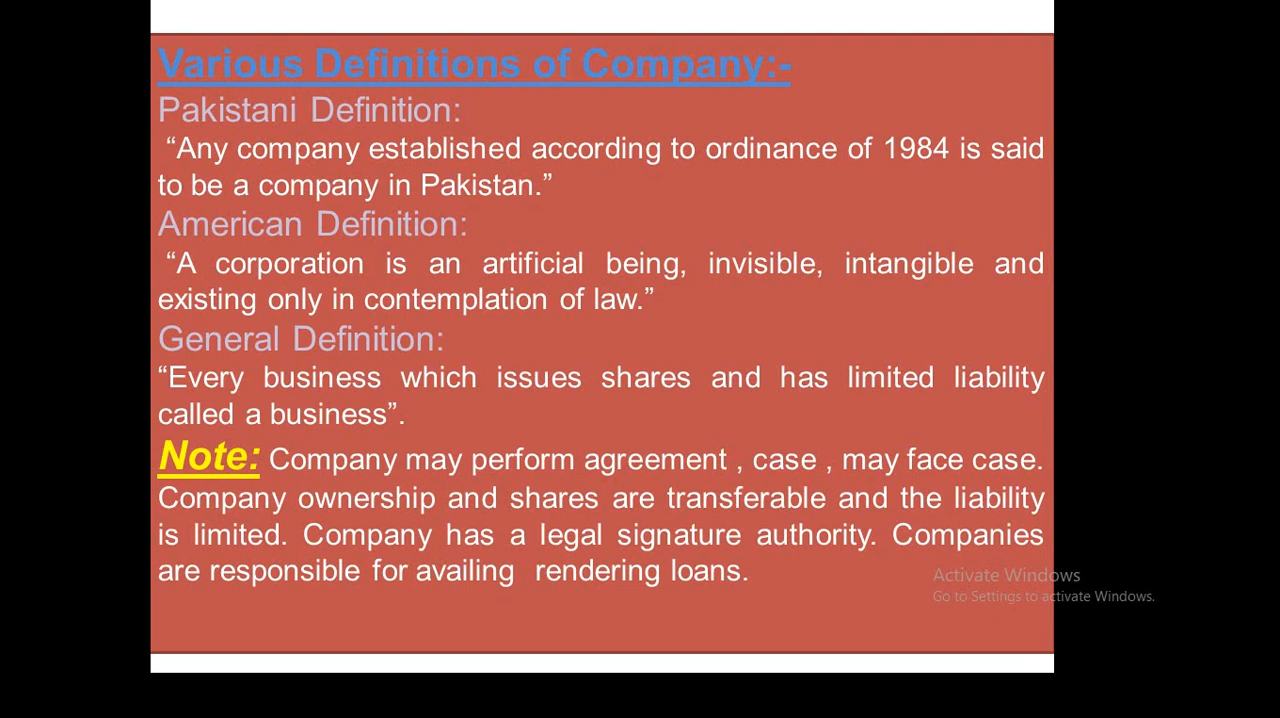 Various Definitions of Company:-
Pakistani Definition:
“Any company established according to ordinance of 1984 is said
to be a company in Pakistan.”
American Definition:
“A corporation is an artificial being, invisible, intangible and
existing only in contemplation of law.”
General Definition:
“Every business which issues shares and has limited liability
called a business”.
Note: Company may perform agreement , case , may face case.
Company ownership and shares are transferable and the liability
is limited. Company has a legal signature authority. Companies
are responsible for availing rendering loans.
Activate Windows
Go to Settings to activate Windows.